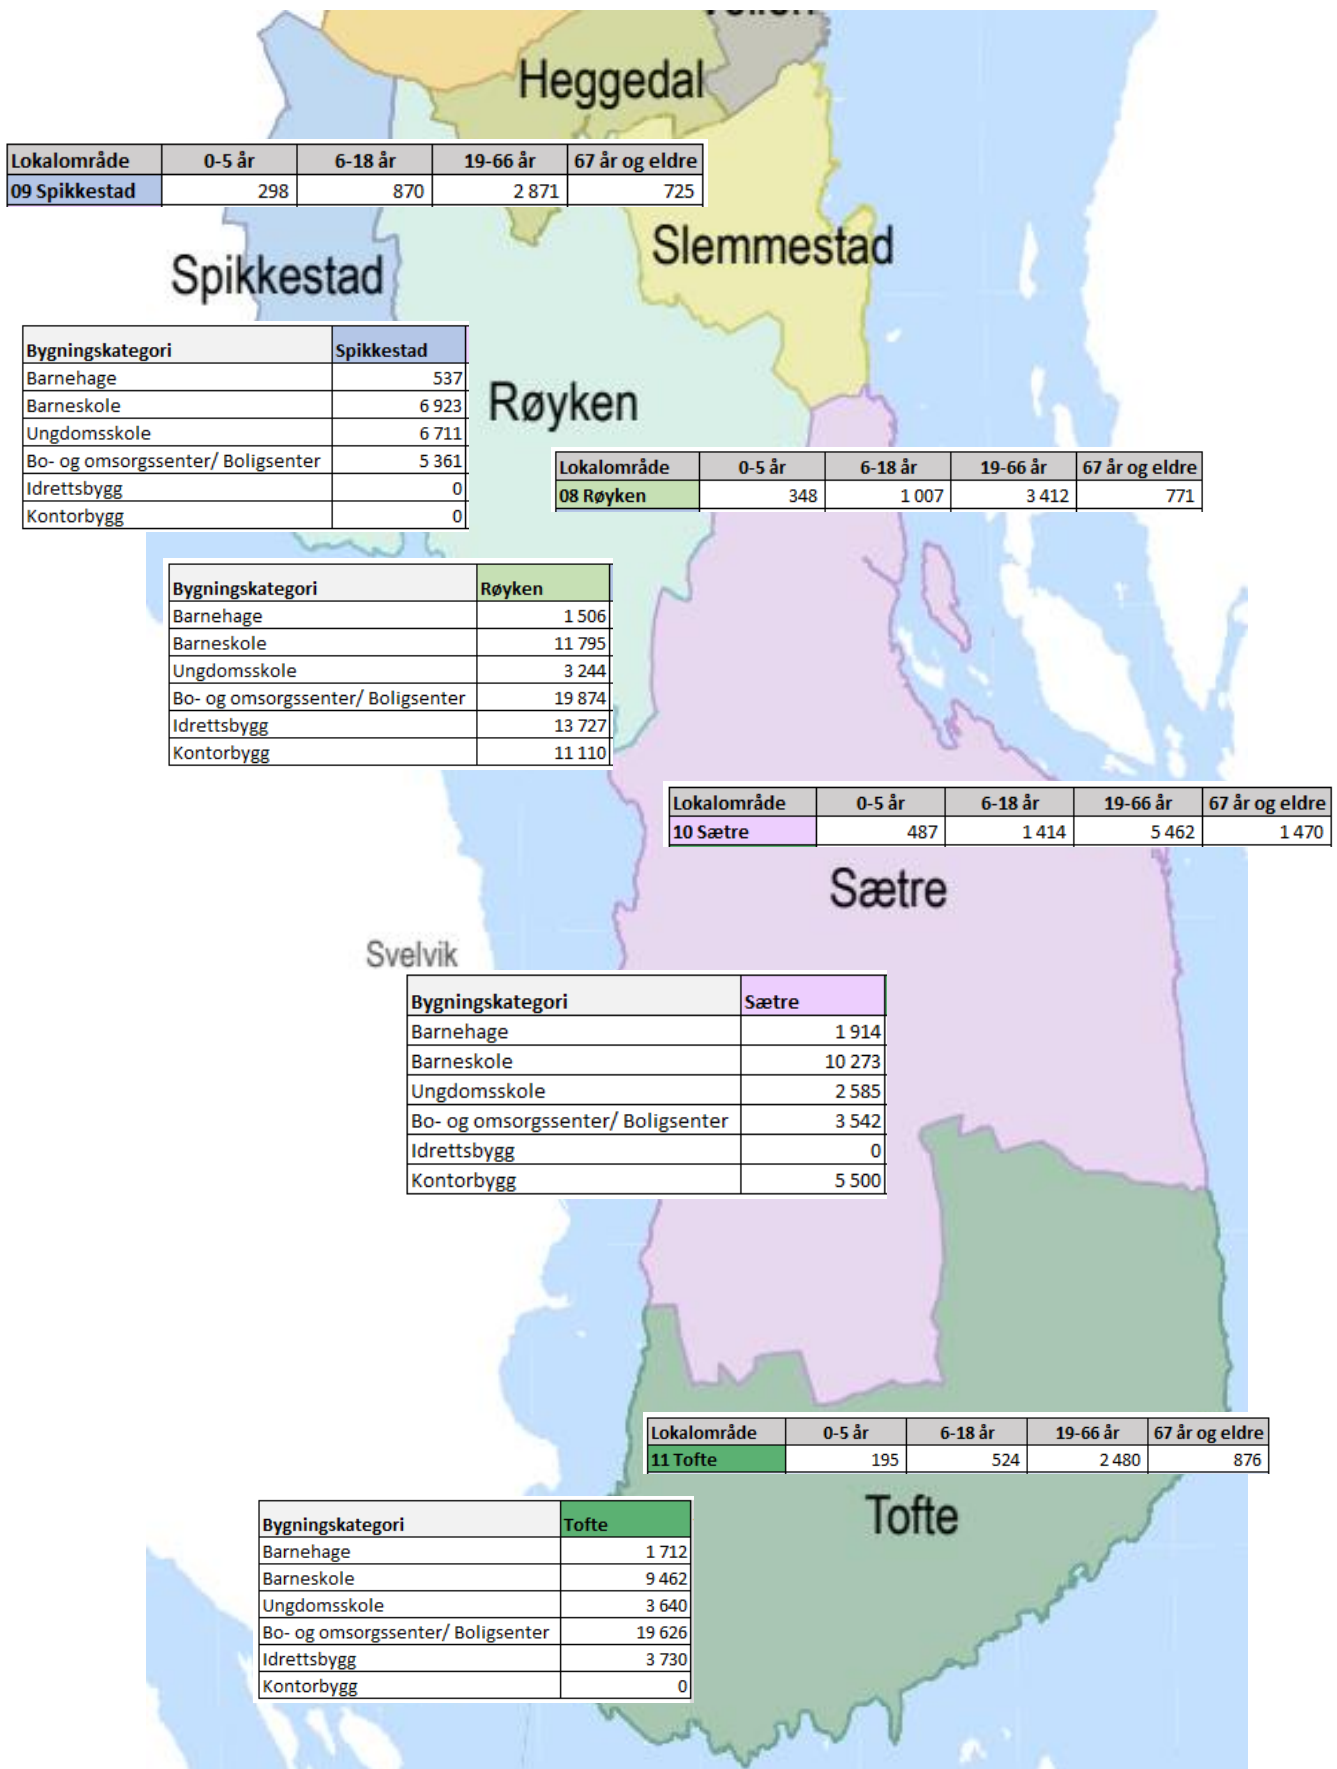 Heggedal
Lokalområde 0-5 år 6-18 år 19-66 år 67 år og eldre
09 Spikkestad 298 870 2 871 725
Slemmestad
Spikkestad
Bygningskategori Spikkestad
Barnehage 537
Barneskole 6 923
Ungdomsskole 6 711
Bo- og omsorgssenter/ Boligsenter 5 361
Idrettsbygg 0
Kontorbygg 0
Røyken
Lokalområde 0-5 år 6-18 år 19-66 år 67 år og eldre
08 Røyken 348 1 007 3 412 771
Bygningskategori Røyken
Barnehage 1 506
Barneskole 11 795
Ungdomsskole 3 244
Bo- og omsorgssenter/ Boligsenter 19 874
Idrettsbygg 13 727
Kontorbygg 11 110
Lokalområde 0-5 år 6-18 år 19-66 år 67 år og eldre
10 Sætre 487 1 414 5 462 1 470
Sætre
Svelvik
Bygningskategori Sætre
Barnehage 1 914
Barneskole 10 273
Ungdomsskole 2 585
Bo- og omsorgssenter/ Boligsenter 3 542
Idrettsbygg 0
Kontorbygg 5 500
Lokalområde 0-5 år 6-18 år 19-66 år 67 år og eldre
11 Tofte 195 524 2 480 876
Tofte
Bygningskategori Tofte
Barnehage 1 712
Barneskole 9 462
Ungdomsskole 3 640
Bo- og omsorgssenter/ Boligsenter 19 626
Idrettsbygg 3 730
Kontorbygg 0